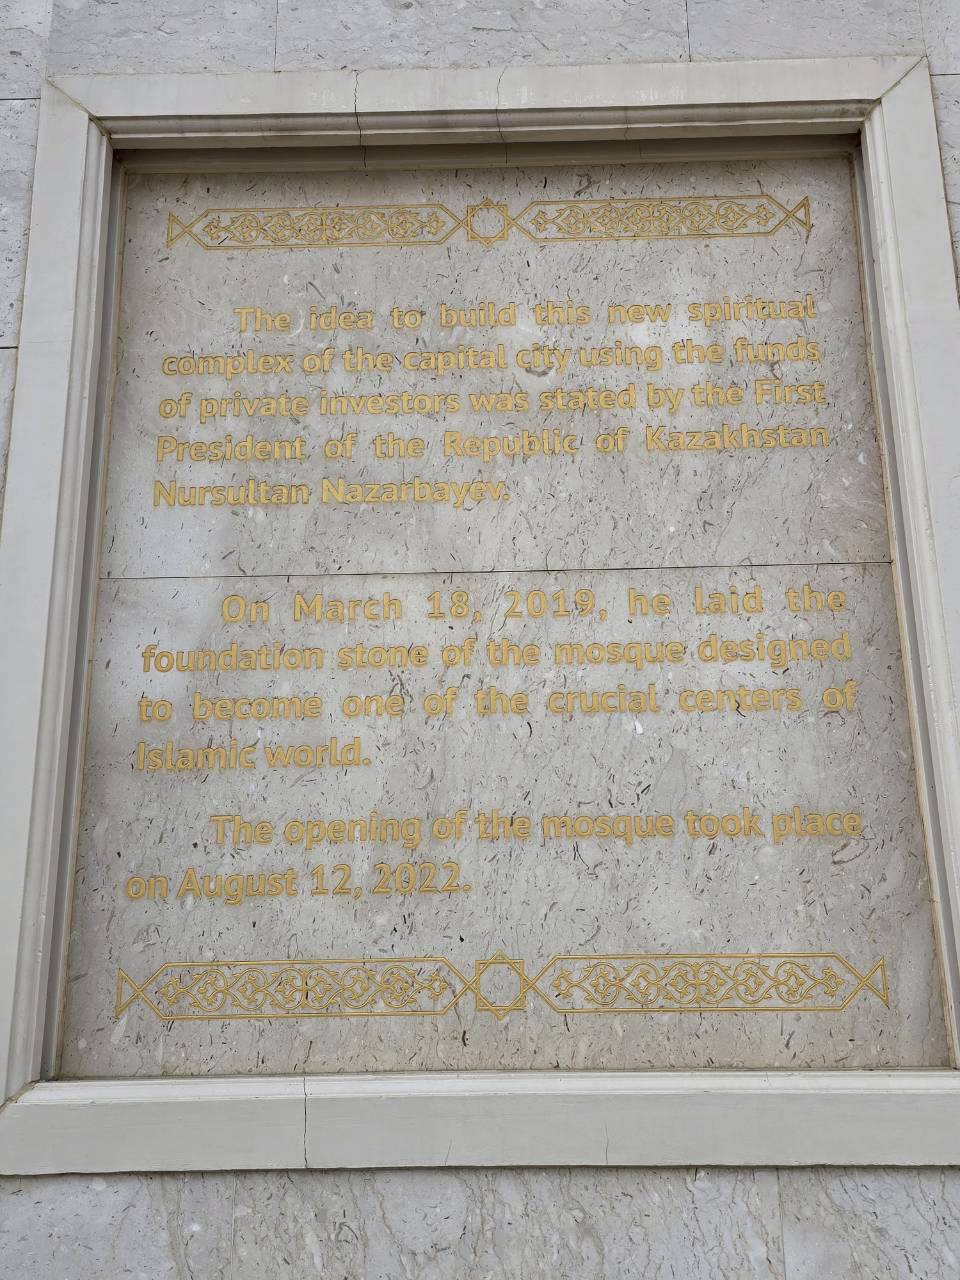 The idea to build this new spiritual
complex of the capital city using the funds
of private investors was stated by the First
President of the Republic of Kazakhstan
Nursultan Nazarbayev.
On March 18, 2019, he laid the
foundation stone of the mosque designed
to become one of the crucial centers of
Islamic world.
The opening of the mosque took place
on August 12, 2022.